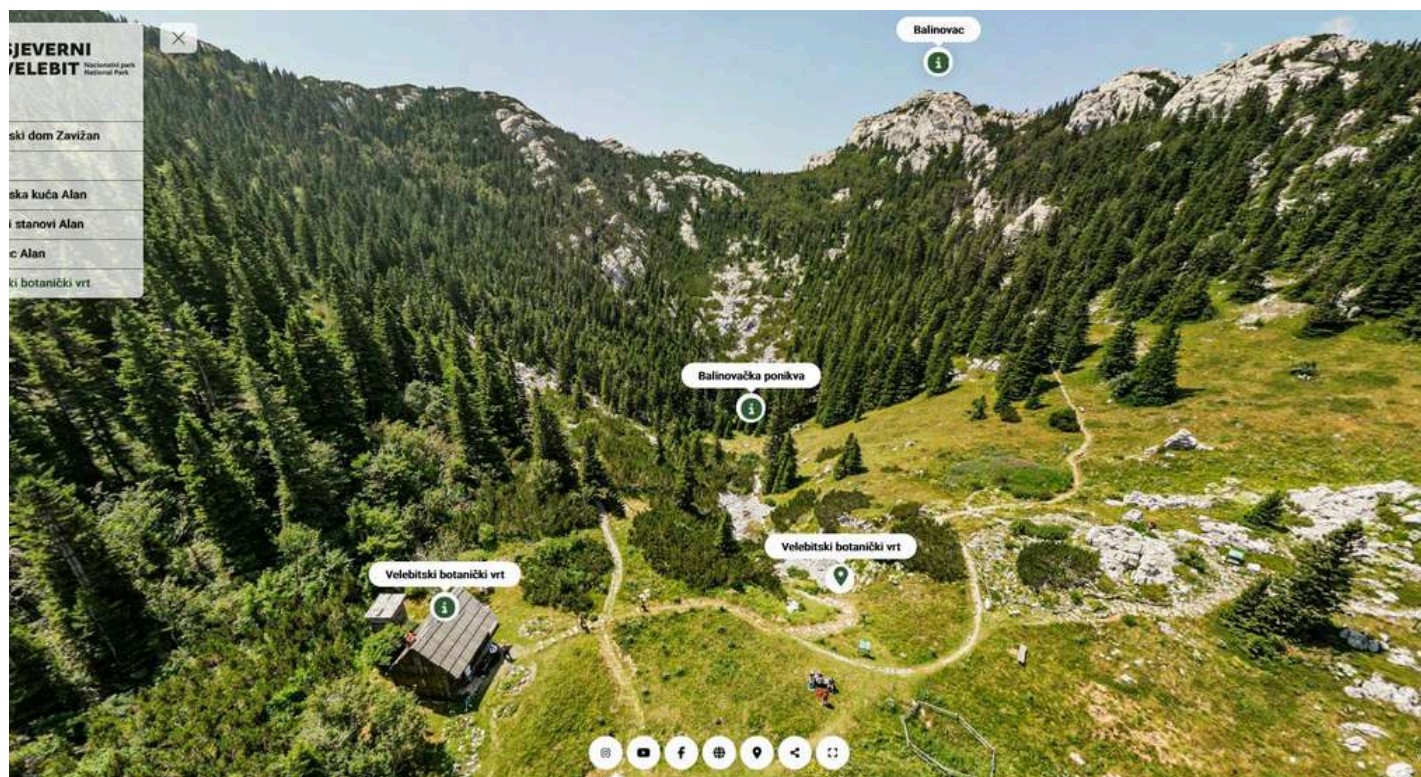 SJEVERNI
VELEBIT
Nacionalni park
National Park
ski dom Zavižan
ska kuća Alan
i stanovi Alan
c Alan
ki botanički vrt
Balinovac
Balinovačka ponikva
Velebitski botanički vrt
Velebitski botanički vrt